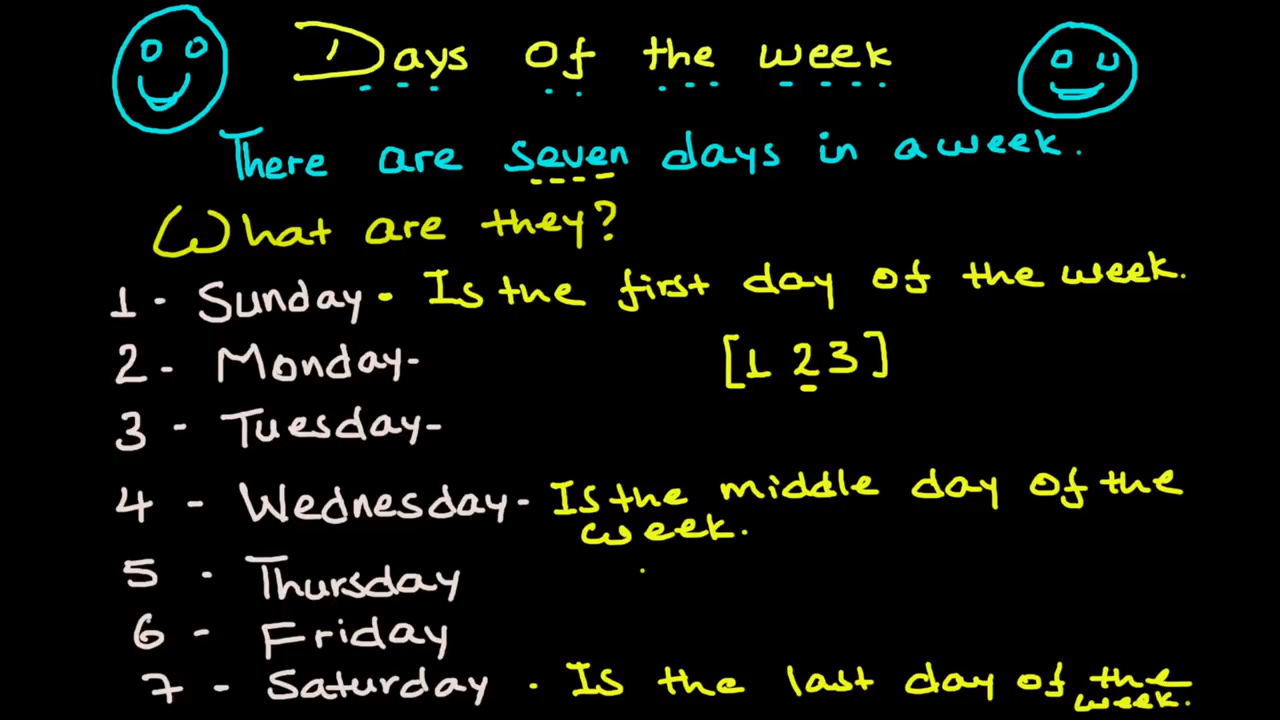 Days of the week
There are seven days in a week.
What are they?
1 - Sunday - Is the first day of the week.
2 - Monday-
[1 2 3]
3 - Tuesday-
4 - Wednesday- Is the middle day of the
week.
5 - Thursday
6 - Friday
7 - Saturday - Is the last day of the
week.